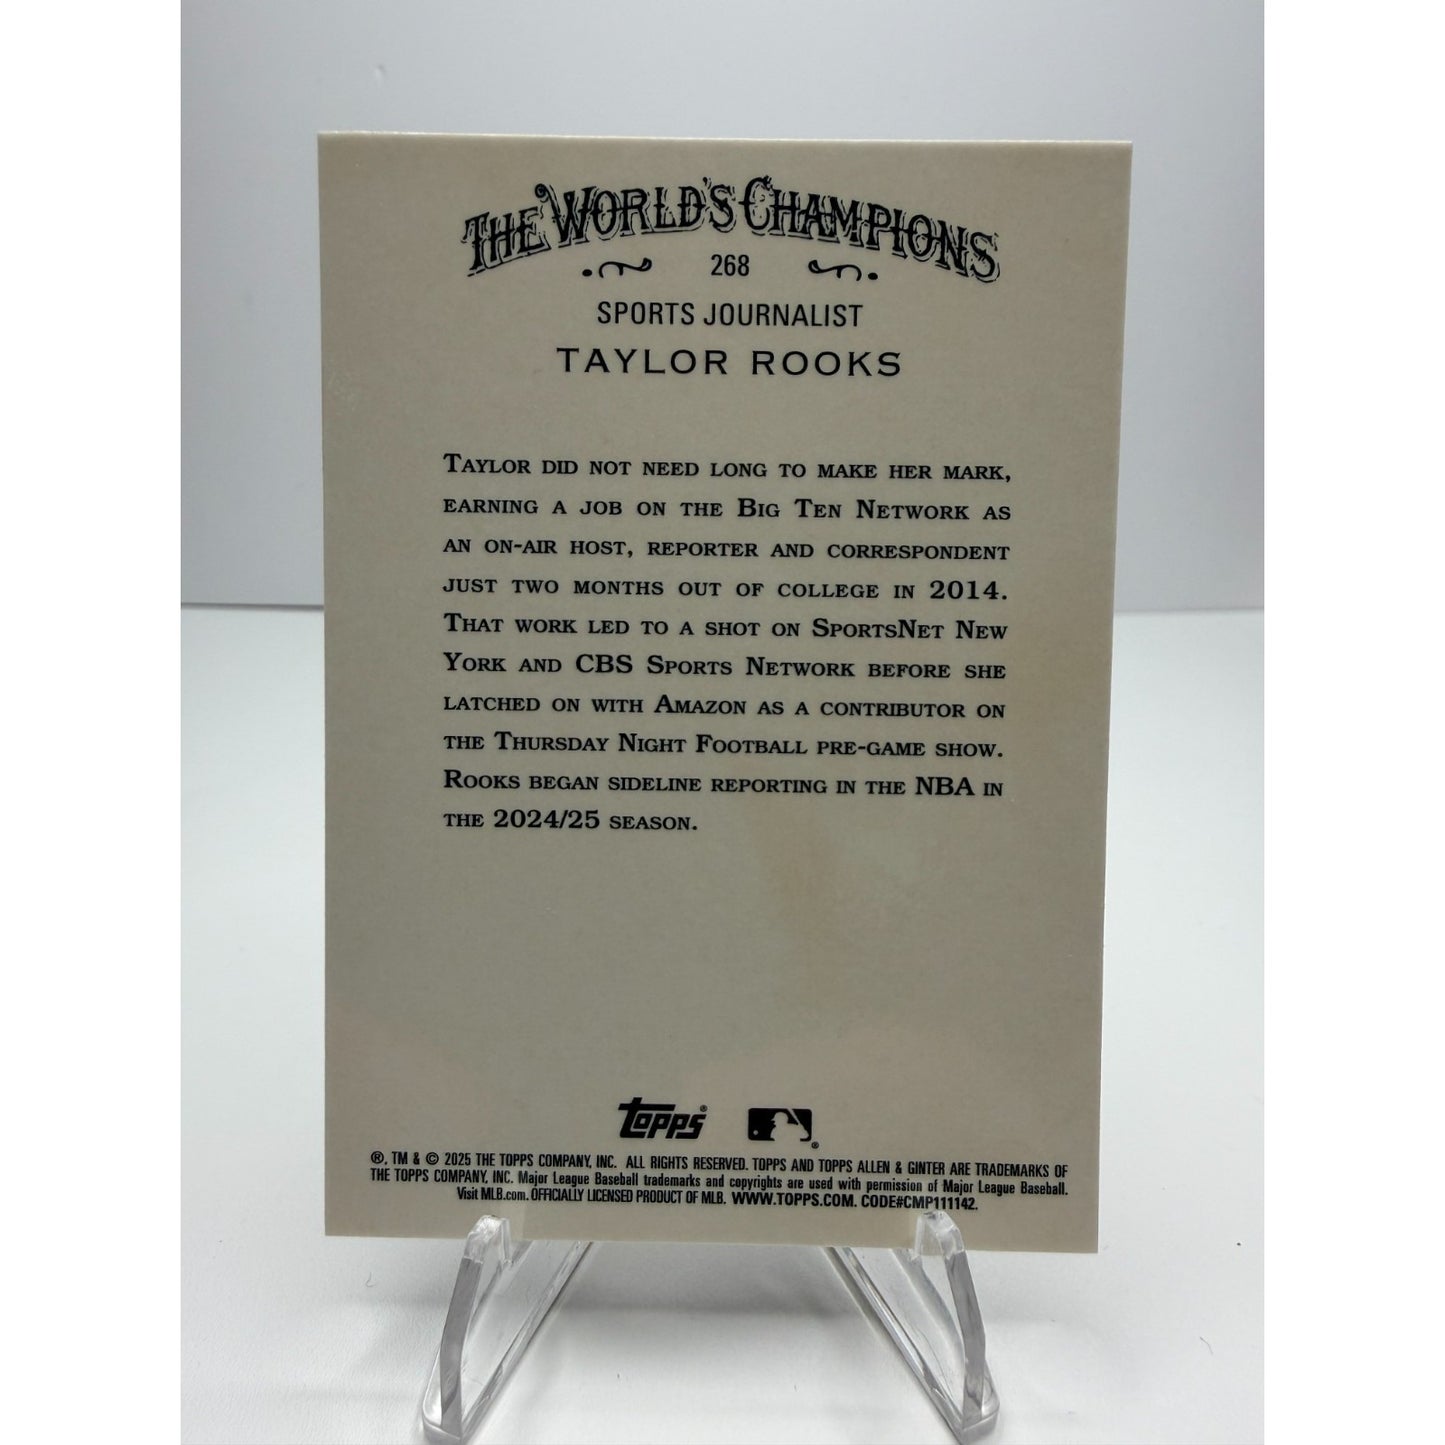 THE WORLD'S CHAMPIONS
268
SPORTS JOURNALIST
TAYLOR ROOKS
TAYLOR DID NOT NEED LONG TO MAKE HER MARK,
EARNING A JOB ON THE BIG TEN NETWORK AS
AN ON-AIR HOST, REPORTER AND CORRESPONDENT
JUST TWO MONTHS OUT OF COLLEGE IN 2014.
THAT WORK LED TO A SHOT ON SPORTSNET NEW
YORK AND CBS SPORTS NETWORK BEFORE SHE
LATCHED ON WITH AMAZON AS A CONTRIBUTOR ON
THE THURSDAY NIGHT FOOTBALL PRE-GAME SHOW.
ROOKS BEGAN SIDELINE REPORTING IN THE NBA IN
THE 2024/25 SEASON.
topps® ®
®, TM & © 2025 THE TOPPS COMPANY, INC. ALL RIGHTS RESERVED. TOPPS AND TOPPS ALLEN & GINTER ARE TRADEMARKS OF
THE TOPPS COMPANY, INC. Major League Baseball trademarks and copyrights are used with permission of Major League Baseball.
Visit MLB.com. OFFICIALLY LICENSED PRODUCT OF MLB. WWW.TOPPS.COM. CODE#CMP111142.